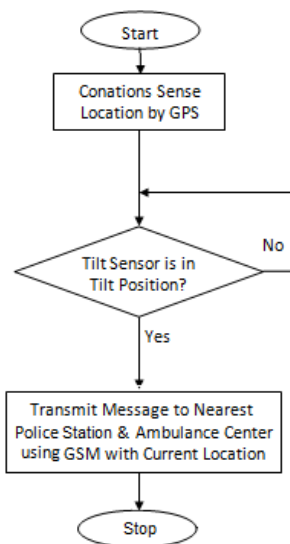 Start
Conations Sense
Location by GPS
Tilt Sensor is in
Tilt Position?
No
Yes
Transmit Message to Nearest
Police Station & Ambulance Center
using GSM with Current Location
Stop